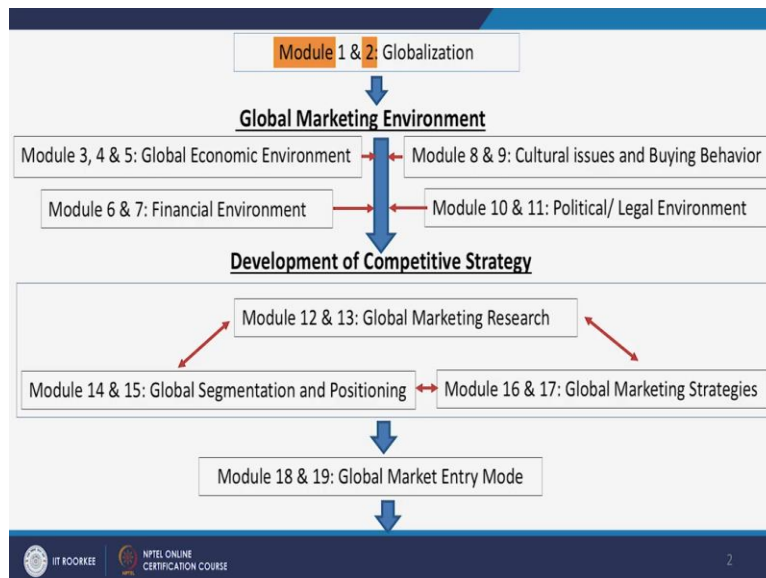 Module 1 & 2: Globalization
Global Marketing Environment
Module 3, 4 & 5: Global Economic Environment
Module 8 & 9: Cultural issues and Buying Behavior
Module 6 & 7: Financial Environment
Module 10 & 11: Political/ Legal Environment
Development of Competitive Strategy
Module 12 & 13: Global Marketing Research
Module 14 & 15: Global Segmentation and Positioning
Module 16 & 17: Global Marketing Strategies
Module 18 & 19: Global Market Entry Mode
IIT ROORKEE
NPTEL ONLINE
CERTIFICATION COURSE
2